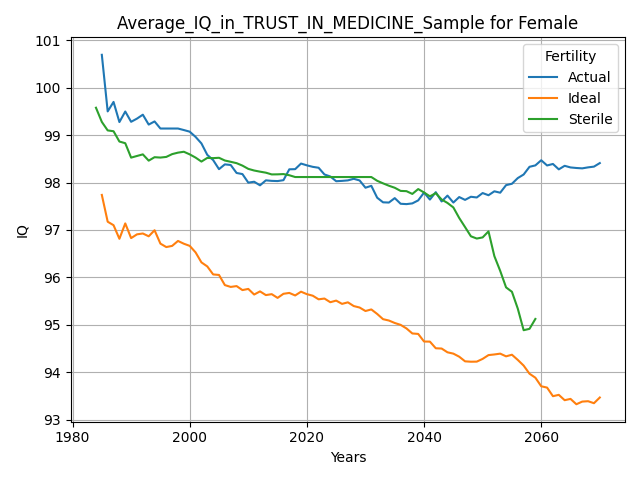 Average_IQ_in_TRUST_IN_MEDICINE_Sample for Female
101
100
99
98
97
96
95
94
93
IQ
1980
2000
2020
2040
2060
Years
Fertility
Actual
Ideal
Sterile